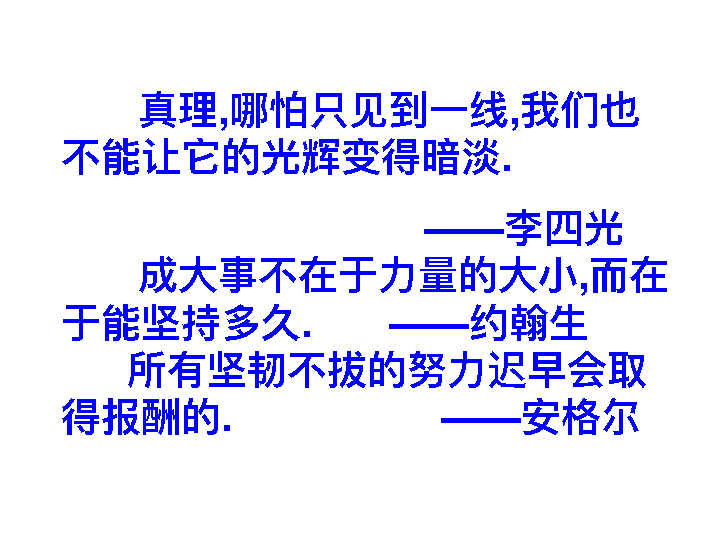 真理,哪怕只见到一线,我们也
不能让它的光辉变得暗淡.
——李四光
成大事不在于力量的大小,而在
于能坚持多久. ——约翰生
所有坚韧不拔的努力迟早会取
得报酬的. ——安格尔